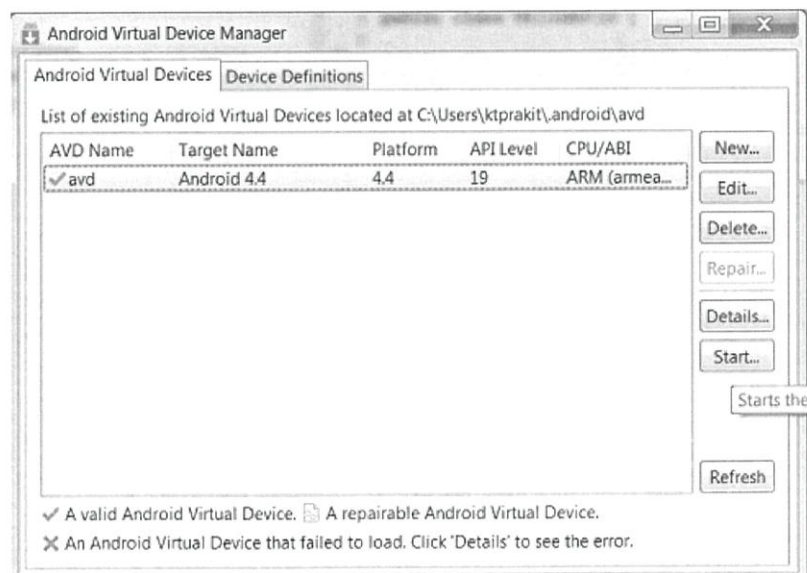 Android Virtual Device Manager
Android Virtual Devices Device Definitions
List of existing Android Virtual Devices located at C:\Users\ktprakit\.android\avd
AVD Name Target Name Platform API Level CPU/ABI
avd Android 4.4 4.4 19 ARM (armea...
New...
Edit...
Delete...
Repair...
Details...
Start...
Starts the
Refresh
A valid Android Virtual Device. A repairable Android Virtual Device.
An Android Virtual Device that failed to load. Click 'Details' to see the error.